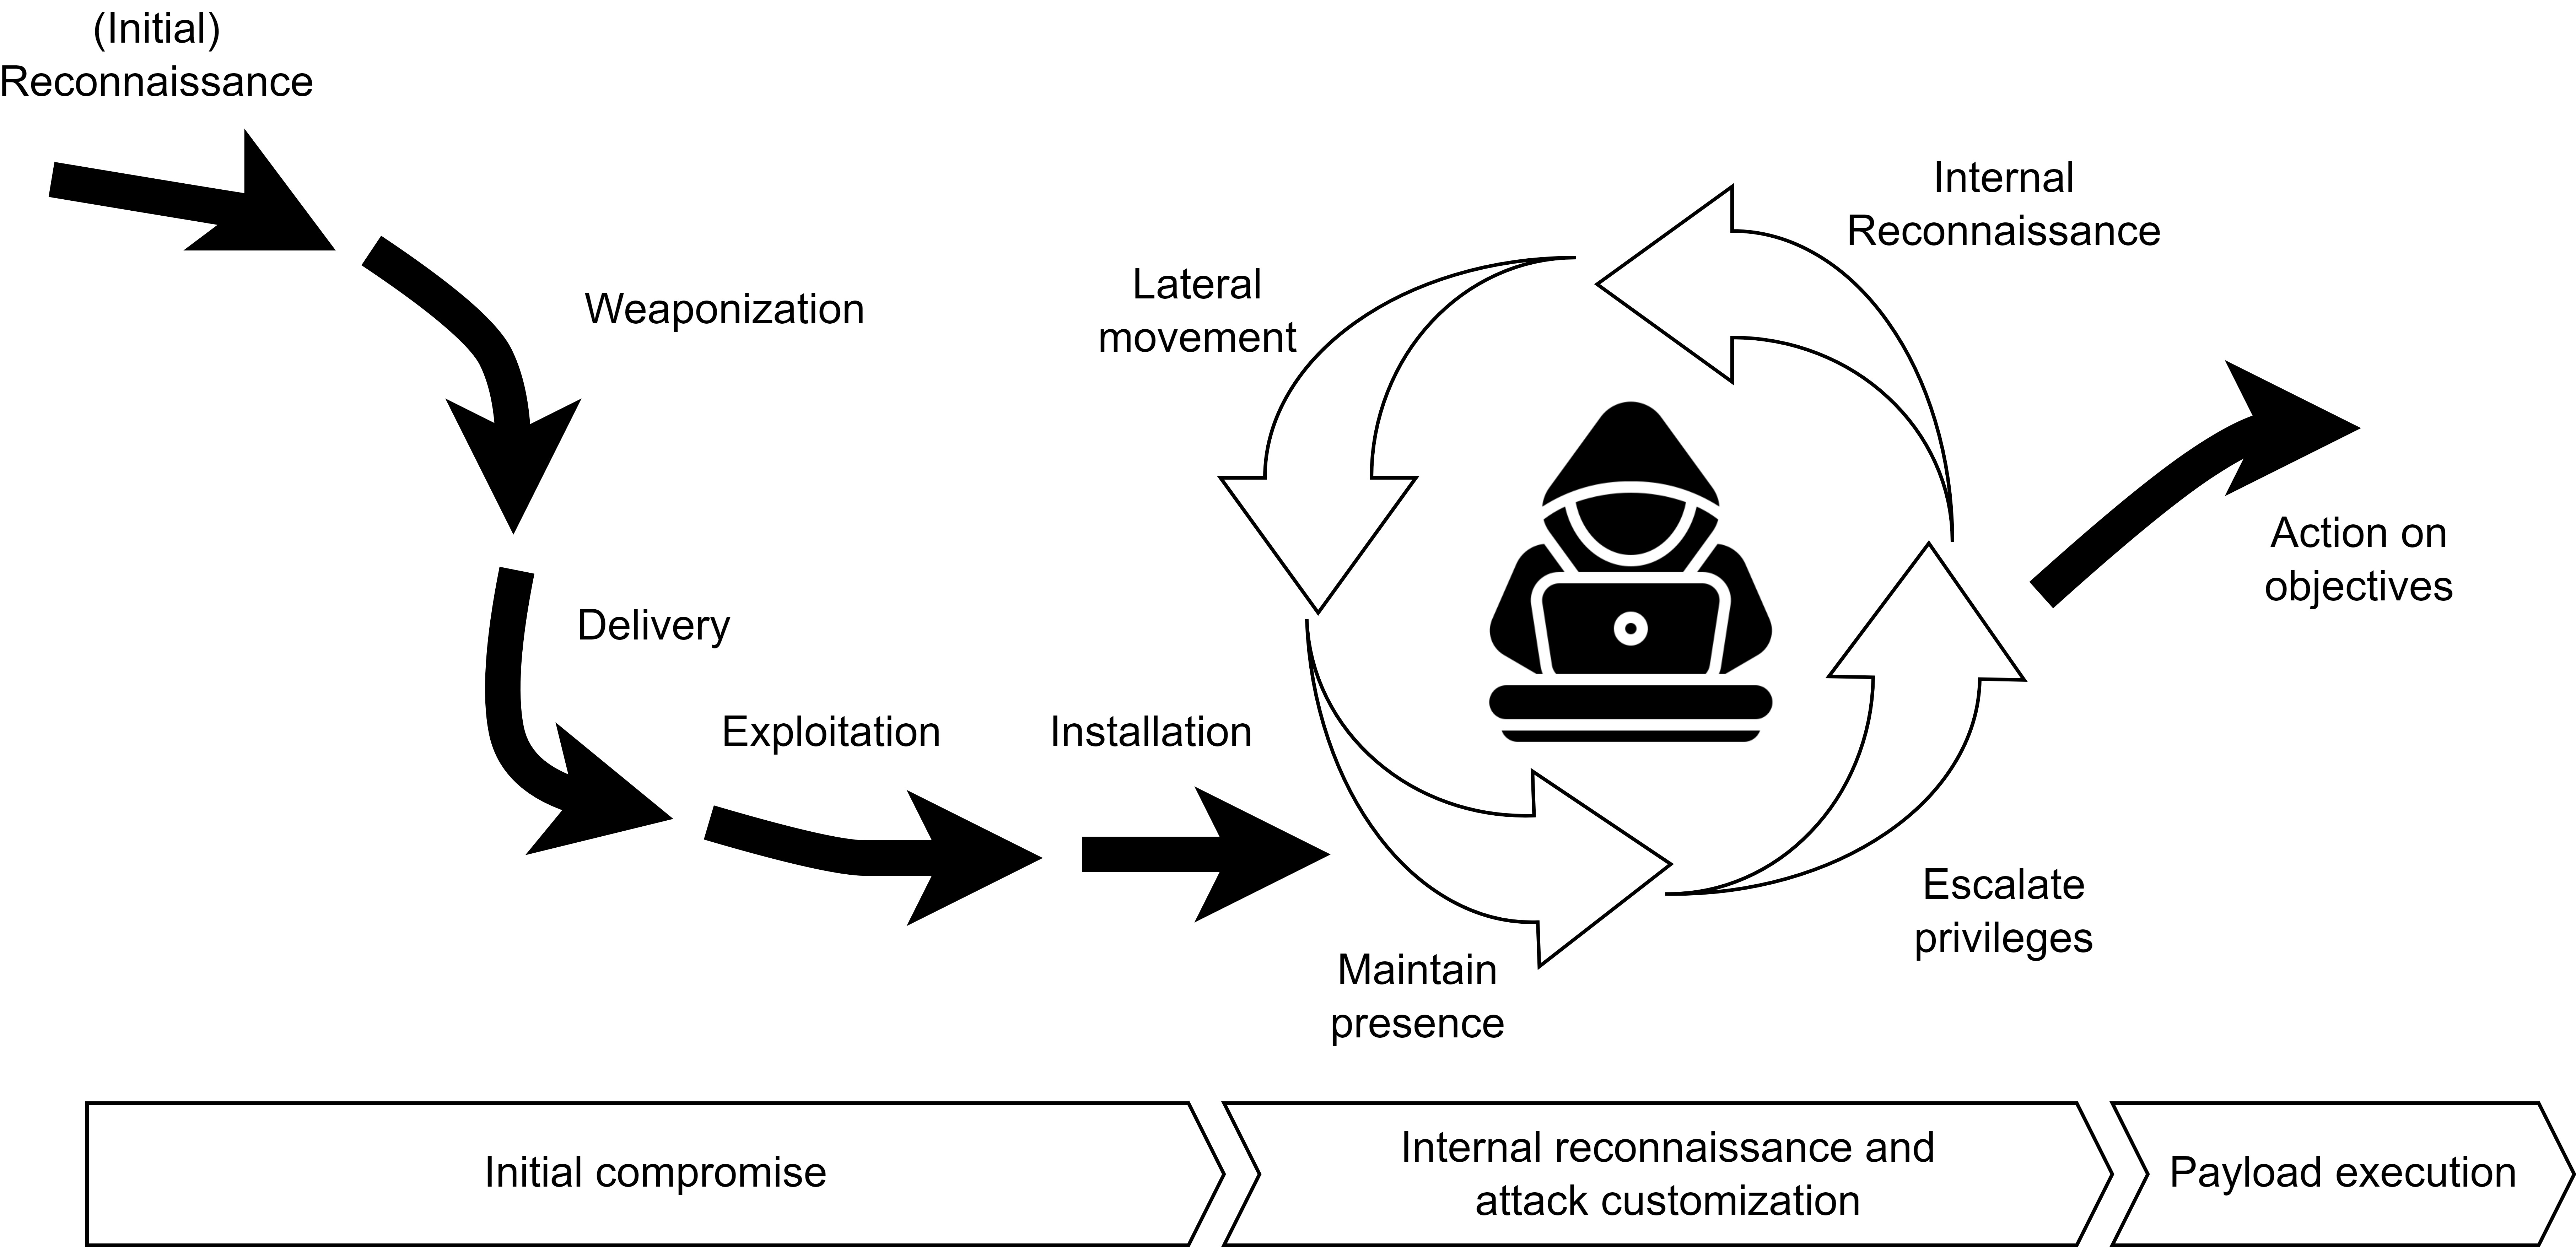 (Initial)
Reconnaissance
Weaponization
Delivery
Exploitation
Installation
Maintain
presence
Escalate
privileges
Internal
Reconnaissance
Lateral
movement
Action on
objectives
Initial compromise
Internal reconnaissance and
attack customization
Payload execution